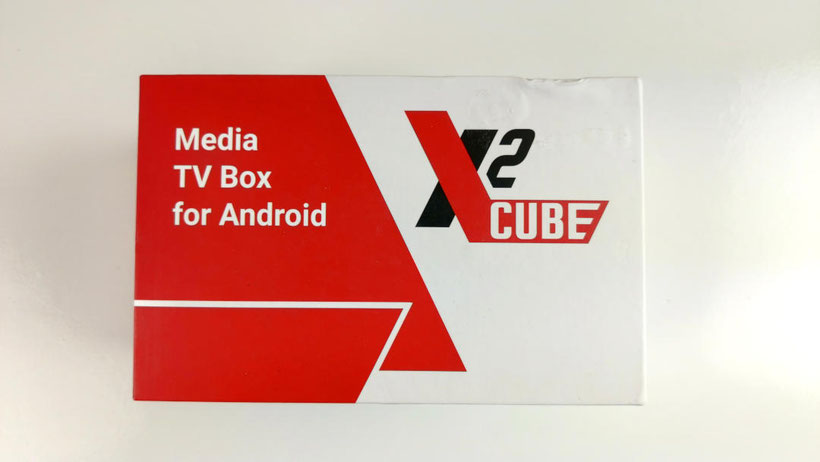 Media
TV Box
for Android
X2
CUBE